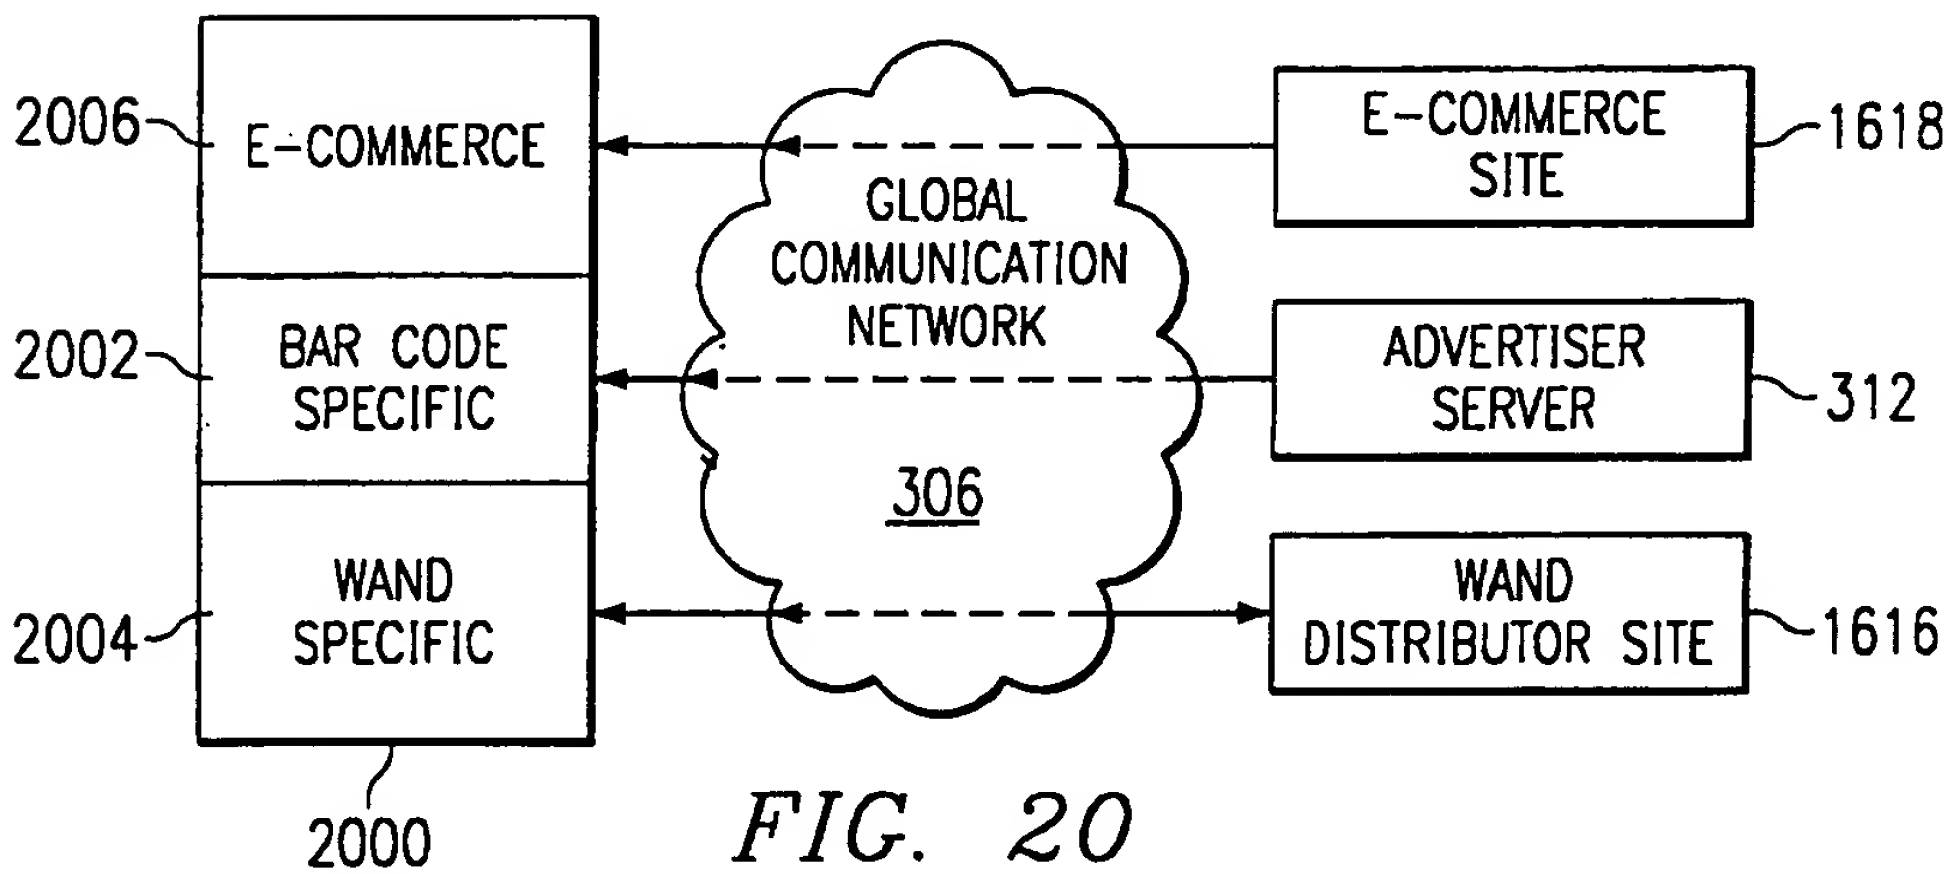 2006
E-COMMERCE
2002
BAR CODE
SPECIFIC
2004
WAND
SPECIFIC
2000
GLOBAL
COMMUNICATION
NETWORK
306
E-COMMERCE
SITE
1618
ADVERTISER
SERVER
312
WAND
DISTRIBUTOR SITE
1616
FIG. 20